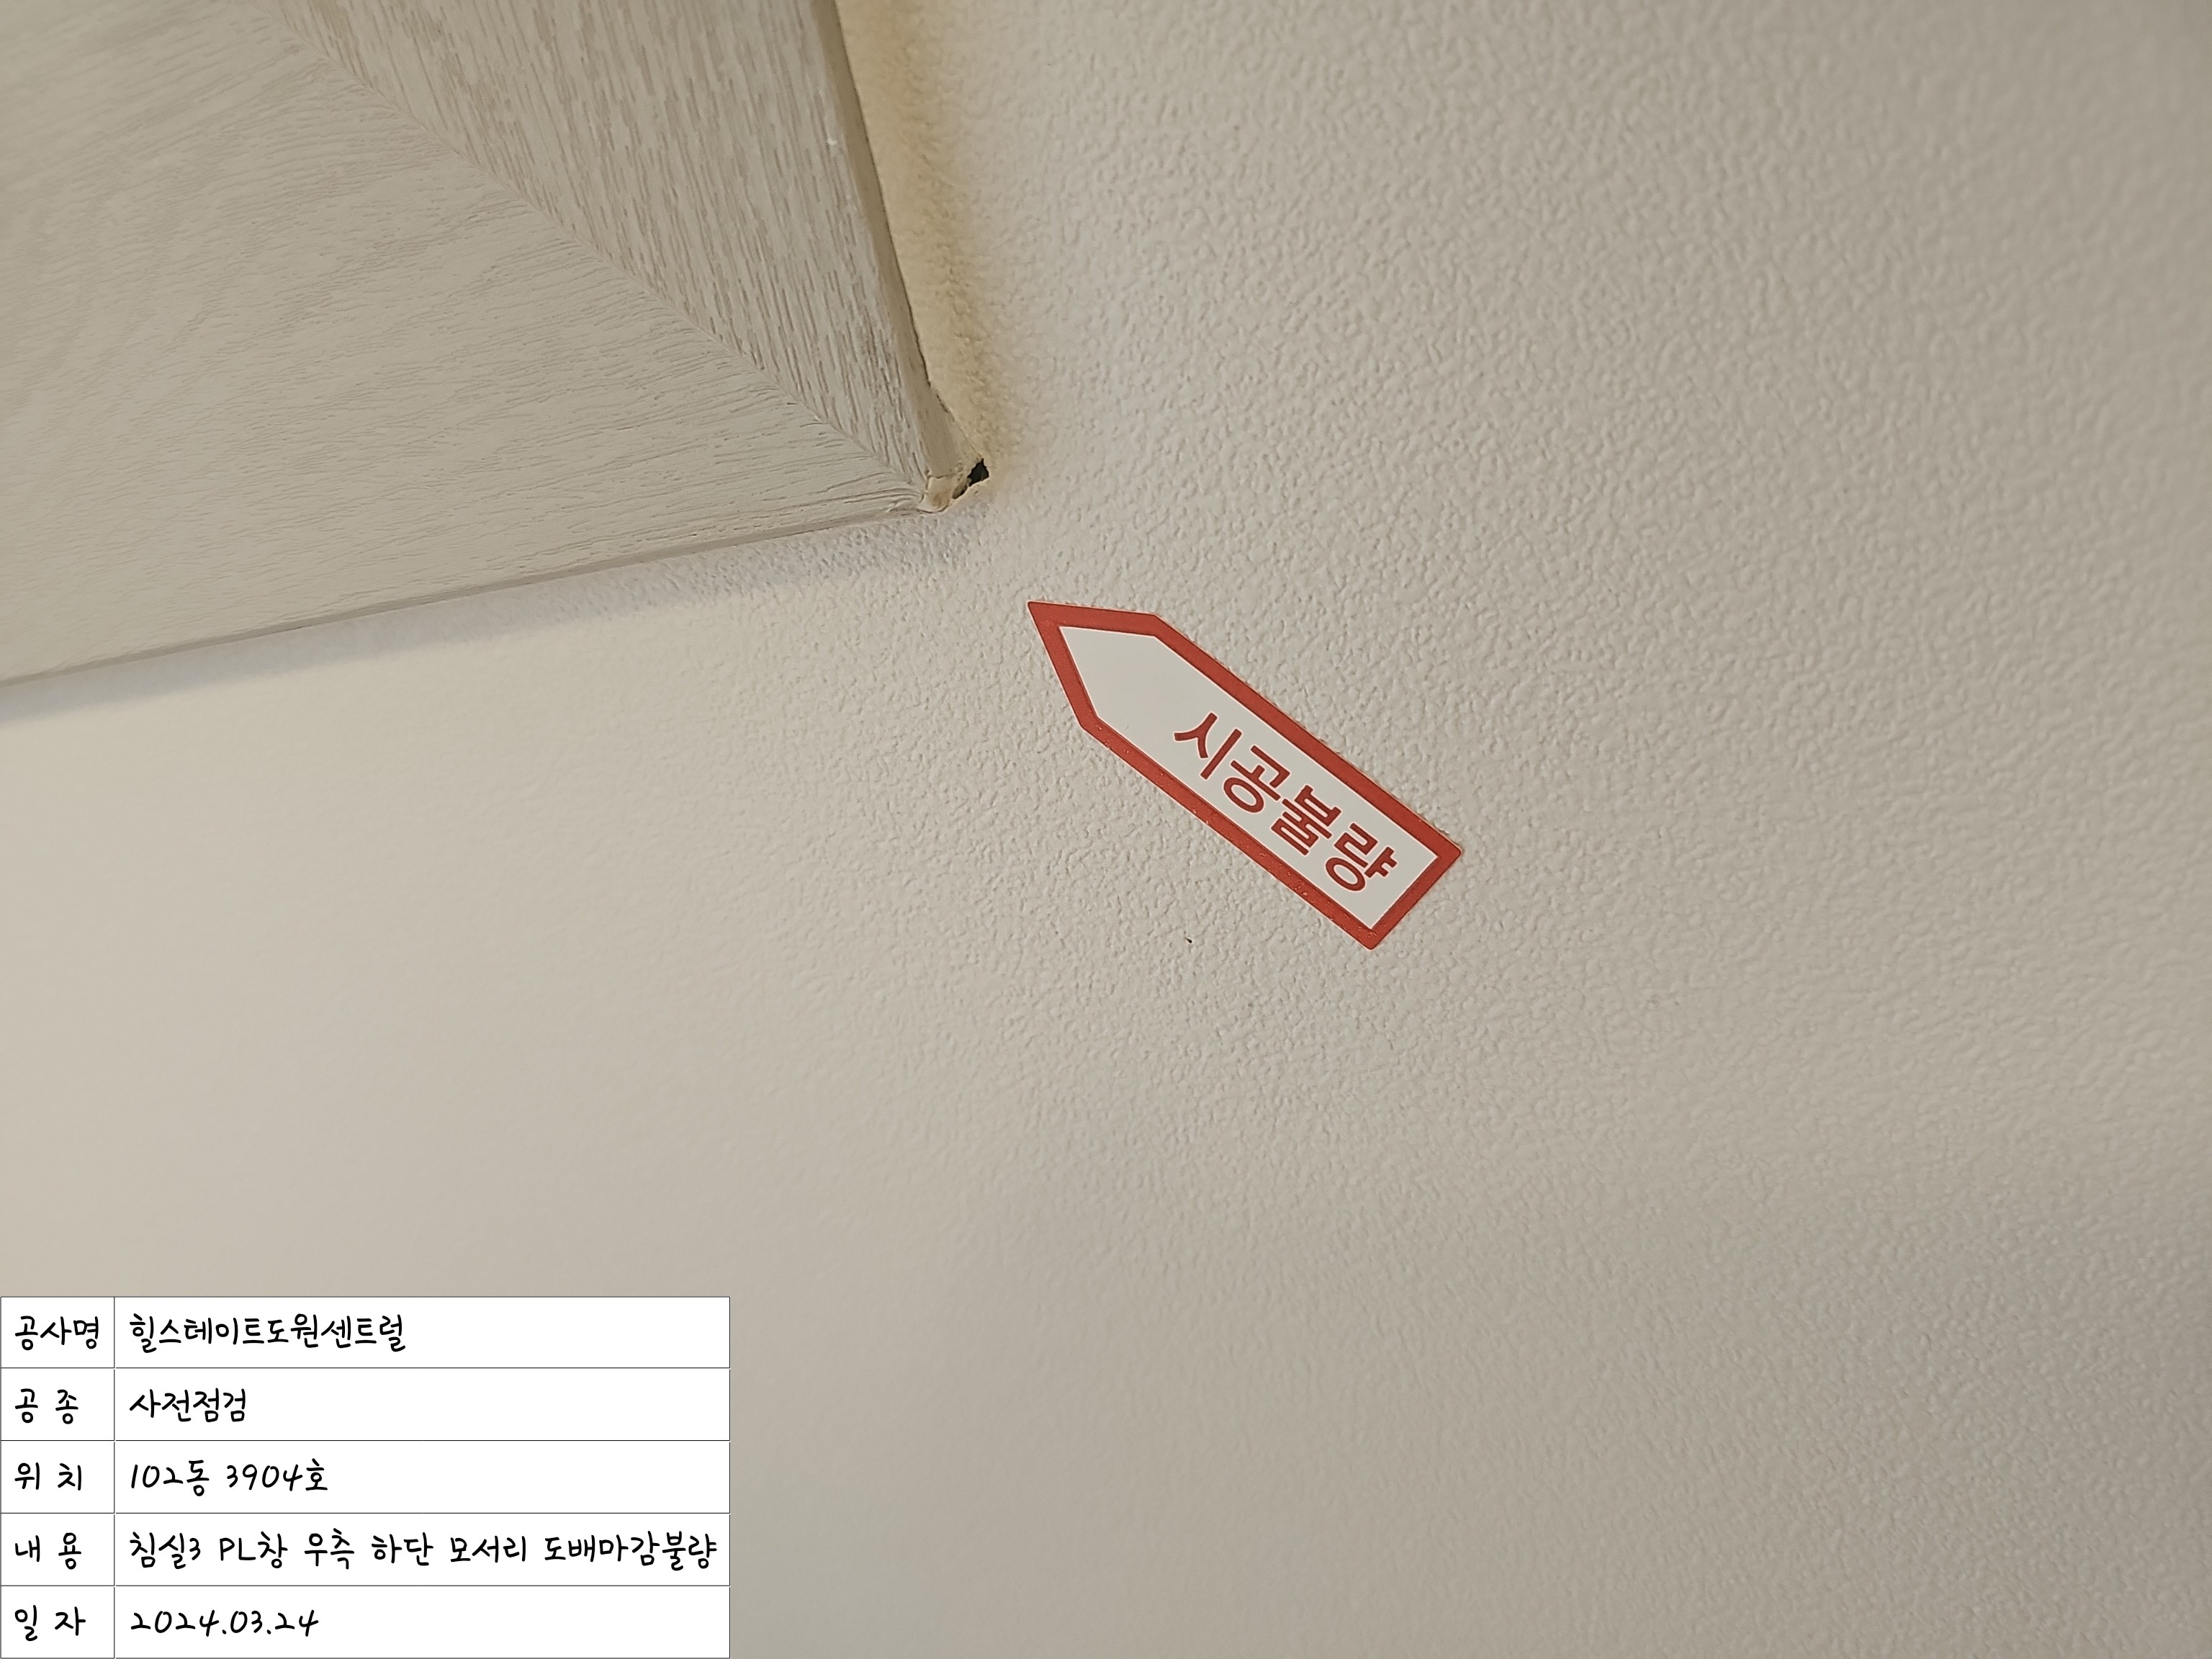 시공불량
공사명 힐스테이트도원센트럴
공 종 사전점검
위 치 102동 3904호
내 용 침실3 PL창 우측 하단 모서리 도배마감불량
일 자 2024.03.24